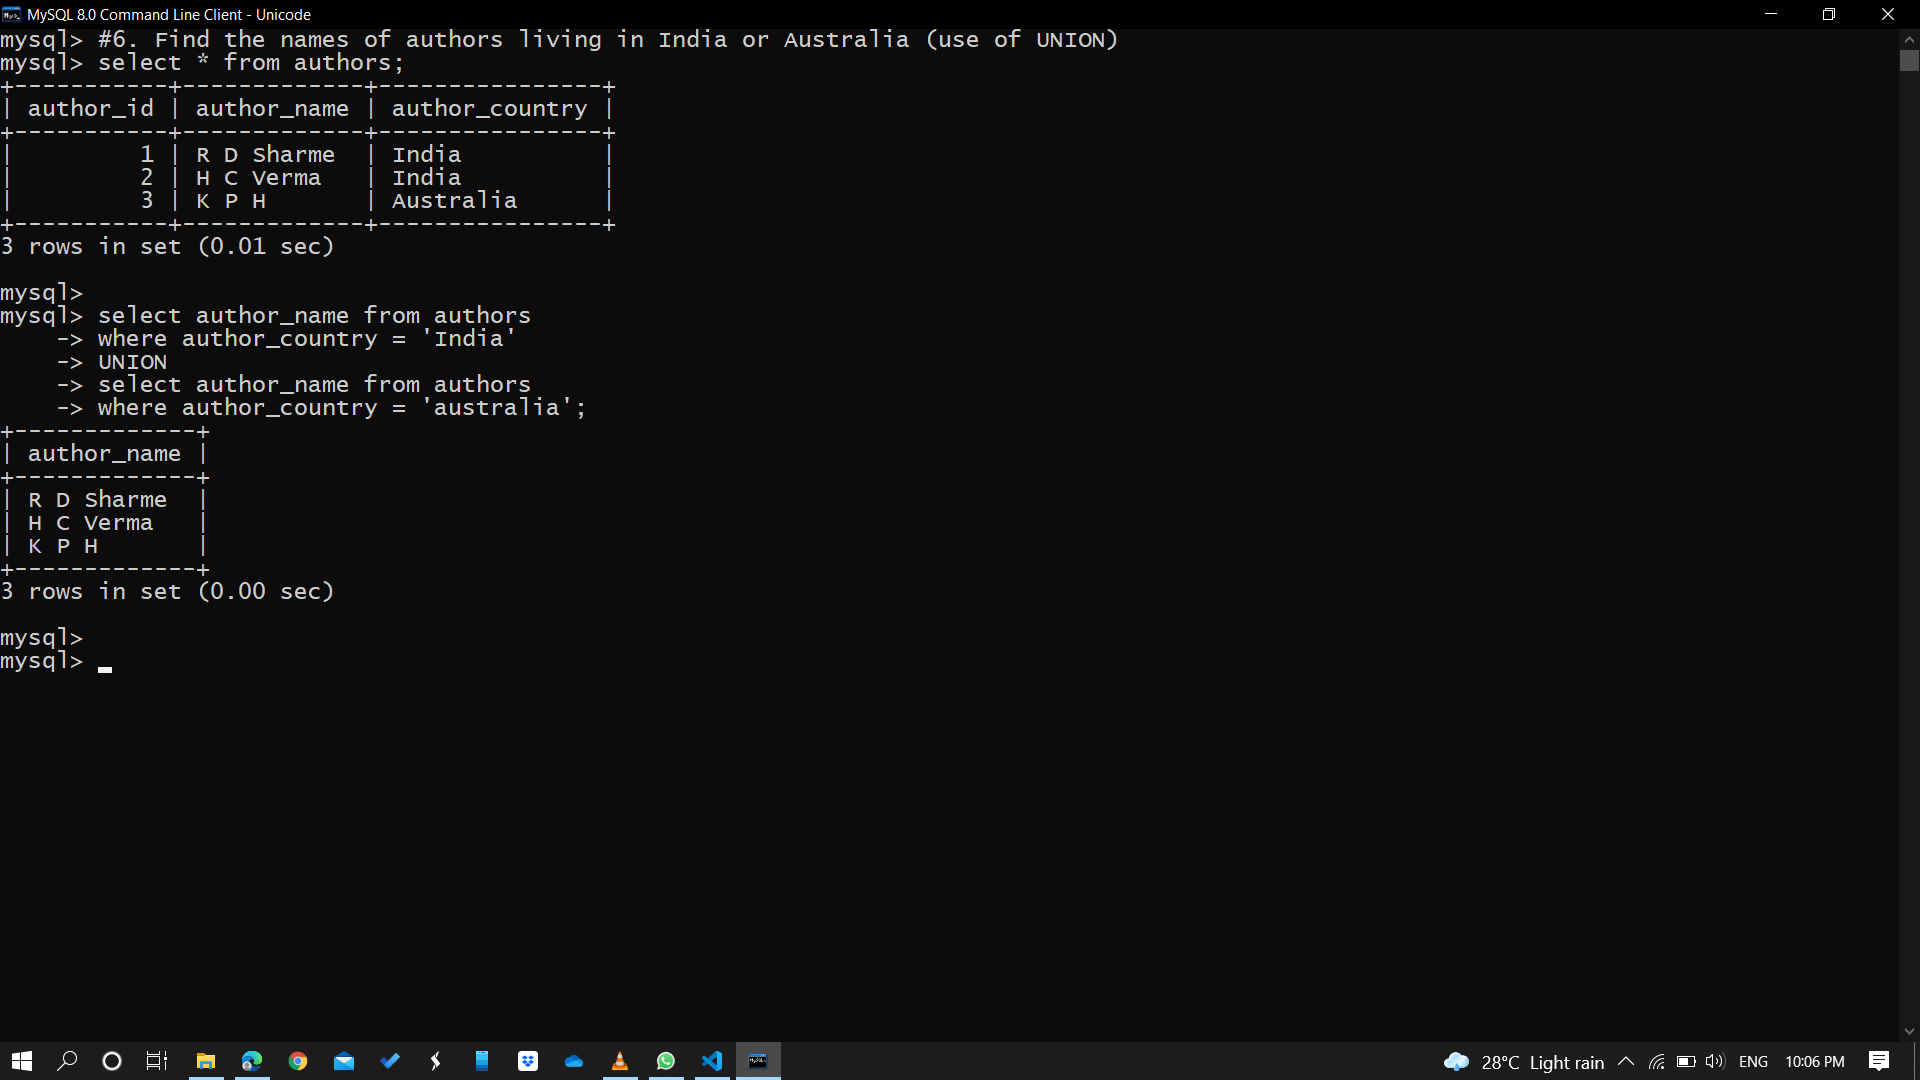 MySQL 8.0 Command Line Client - Unicode
mysql> #6. Find the names of authors living in India or Australia (use of UNION)
mysql> select * from authors;
+-----------+-------------+----------------+
| author_id | author_name | author_country |
+-----------+-------------+----------------+
|         1 | R D Sharme  | India          |
|         2 | H C Verma   | India          |
|         3 | K P H       | Australia      |
+-----------+-------------+----------------+
3 rows in set (0.01 sec)
mysql>
mysql> select author_name from authors
    -> where author_country = 'India'
    -> UNION
    -> select author_name from authors
    -> where author_country = 'australia';
+-------------+
| author_name |
+-------------+
| R D Sharme  |
| H C Verma   |
| K P H       |
+-------------+
3 rows in set (0.00 sec)
mysql>
mysql> _
28°C Light rain ENG 10:06 PM